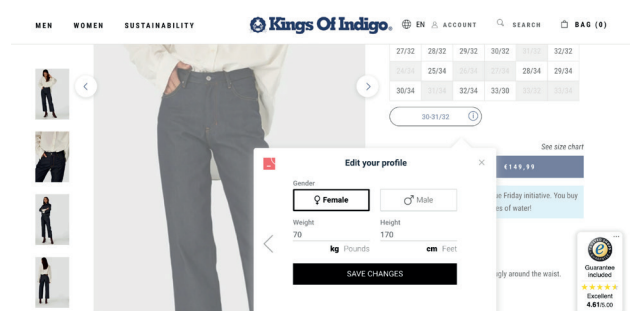 MEN WOMEN SUSTAINABILITY Kings Of Indigo. EN ACCOUNT SEARCH BAG (0)
27/32 28/32 29/32 30/32 31/32 32/32
24/34 25/34 26/34 27/34 28/34 29/34
30/34 31/34 32/34 33/30
30-31/32
See size chart
€149,99
Friday initiative. You buy
es of water!
Edit your profile
Gender
Female Male
Weight Height
70 170
kg Pounds cm Feet
SAVE CHANGES
gly around the waist.
Guarantee
included
Excellent
4.61/5.00